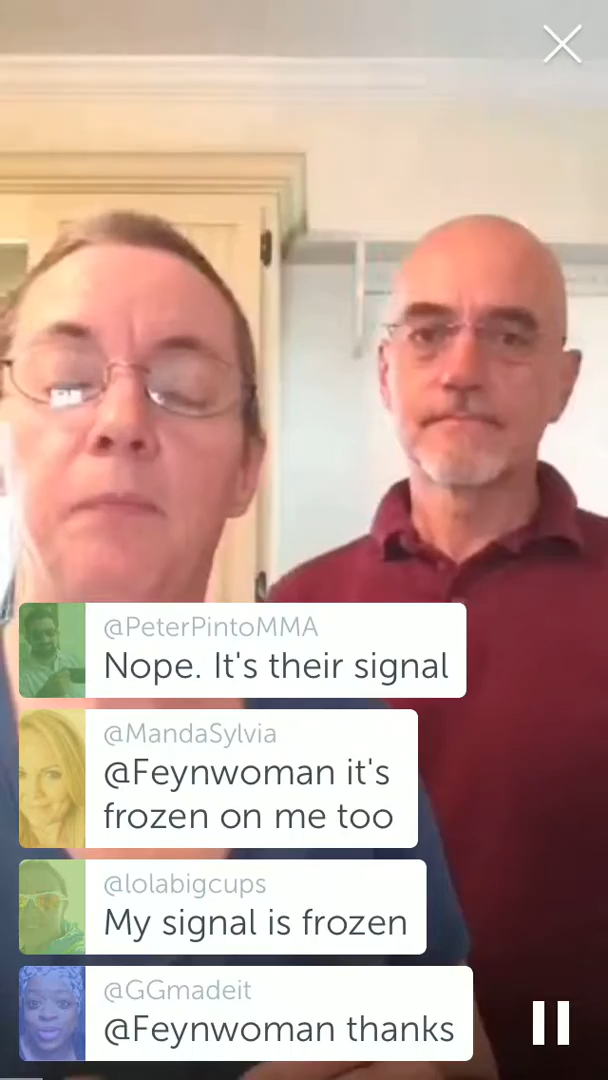 @PeterPintoMMA
Nope. It's their signal
@MandaSylvia
@Feynwoman it's
frozen on me too
@lolabigcups
My signal is frozen
@GGmadeit
@Feynwoman thanks